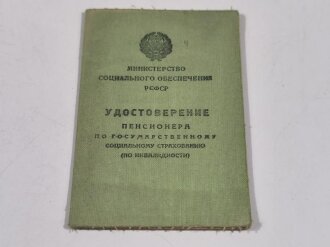 МИНИСТЕРСТВО
СОЦИАЛЬНОГО ОБЕСПЕЧЕНИЯ
РСФСР
УДОСТОВЕРЕНИЕ
ПЕНСИОНЕРА
ПО ГОСУДАРСТВЕННОМУ
СОЦИАЛЬНОМУ СТРАХОВАНИЮ
(ПО ИНВАЛИДНОСТИ)